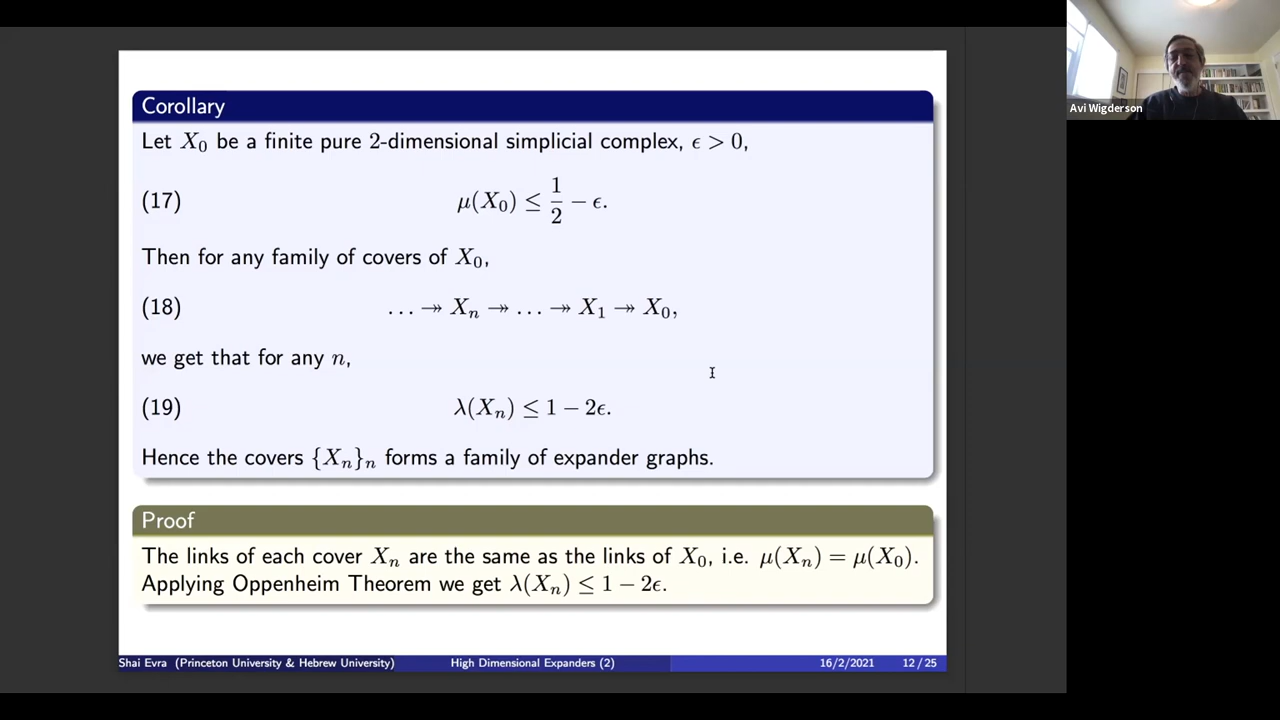 Corollary
Let X₀ be a finite pure 2-dimensional simplicial complex, ϵ > 0,
(17) μ(X₀) ≤ 1/2 − ϵ.
Then for any family of covers of X₀,
(18) … ↠ Xₙ ↠ … ↠ X₁ ↠ X₀,
we get that for any n,
(19) λ(Xₙ) ≤ 1 − 2ϵ.
Hence the covers {Xₙ}ₙ forms a family of expander graphs.
Proof
The links of each cover Xₙ are the same as the links of X₀, i.e. μ(Xₙ) = μ(X₀).
Applying Oppenheim Theorem we get λ(Xₙ) ≤ 1 − 2ϵ.
Shai Evra (Princeton University & Hebrew University) High Dimensional Expanders (2) 16/2/2021 12 / 25
Avi Wigderson